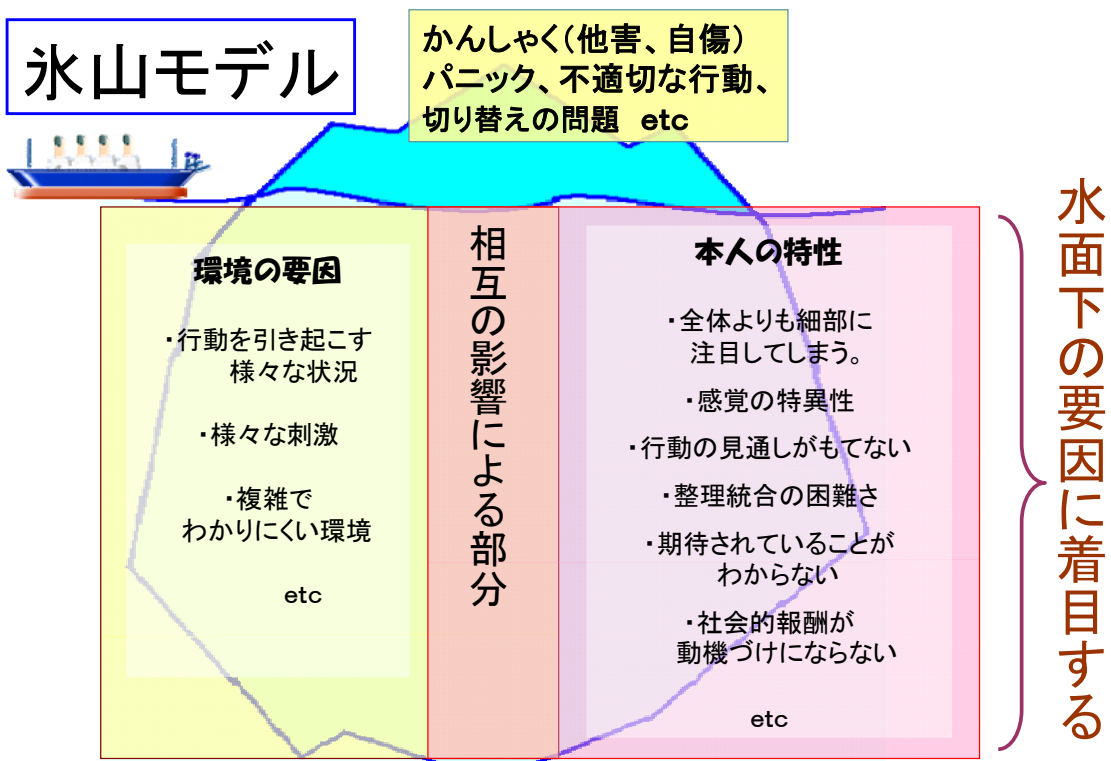 氷山モデル
かんしゃく(他害、自傷)
パニック、不適切な行動、
切り替えの問題 etc
環境の要因
・行動を引き起こす
様々な状況
・様々な刺激
・複雑で
わかりにくい環境
etc
相互の影響による部分
本人の特性
・全体よりも細部に
注目してしまう。
・感覚の特異性
・行動の見通しがもてない
・整理統合の困難さ
・期待されていることが
わからない
・社会的報酬が
動機づけにならない
etc
水面下の要因に着目する